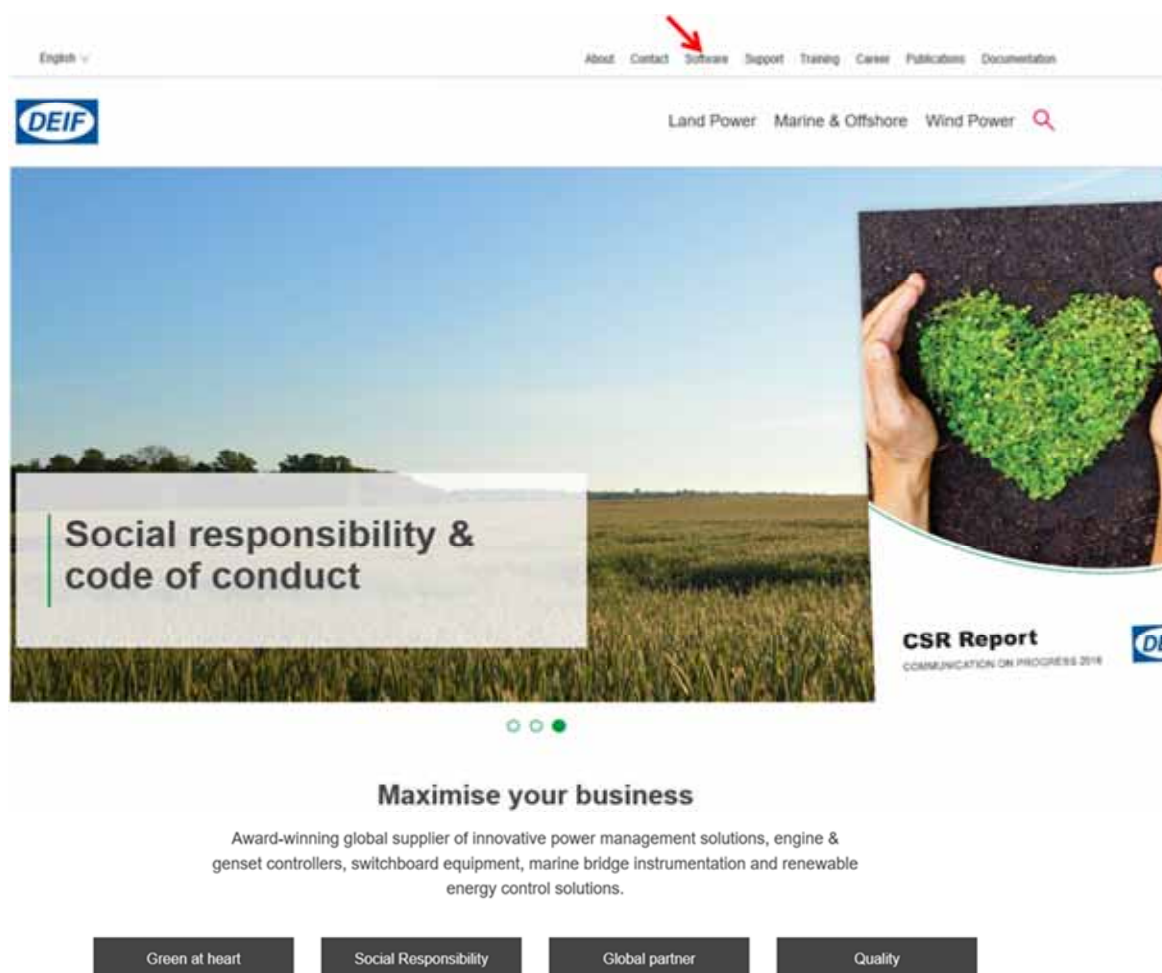 English
About Contact Software Support Training Career Publications Documentation
DEIF
Land Power Marine & Offshore Wind Power
Social responsibility &
code of conduct
CSR Report
COMMUNICATION ON PROGRESS 2016
DE
Maximise your business
Award-winning global supplier of innovative power management solutions, engine &
genset controllers, switchboard equipment, marine bridge instrumentation and renewable
energy control solutions.
Green at heart Social Responsibility Global partner Quality